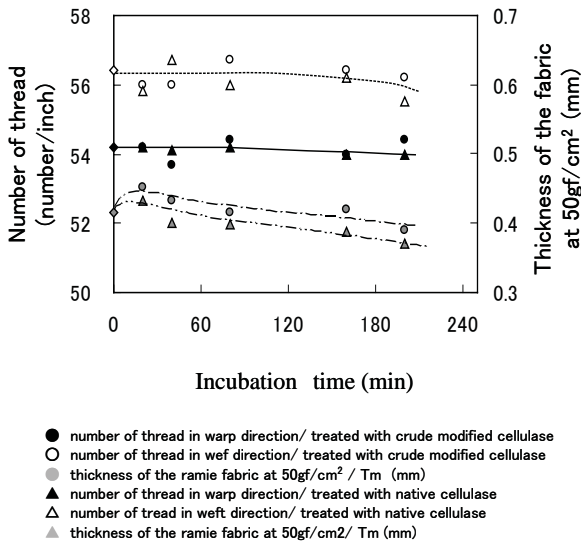 58
56
54
52
50
0.7
0.6
0.5
0.4
0.3
0
60
120
180
240
Number of thread
(number/inch)
Thickness of the fabric
at 50gf/cm² (mm)
Incubation time (min)
number of thread in warp direction/ treated with crude modified cellulase
number of thread in wef direction/ treated with crude modified cellulase
thickness of the ramie fabric at 50gf/cm² / Tm (mm)
number of thread in warp direction/ treated with native cellulase
number of tread in weft direction/ treated with native cellulase
thickness of the ramie fabric at 50gf/cm2/ Tm (mm)